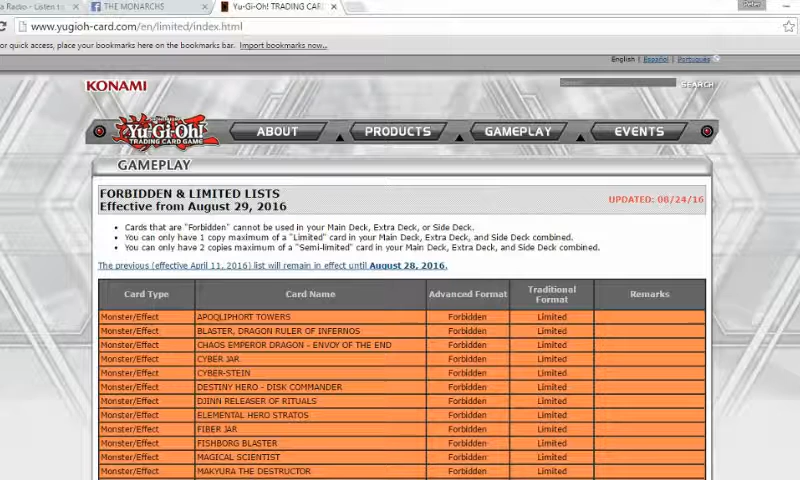 a Radio - Listen to
THE MONARCHS
Yu-Gi-Oh! TRADING CAR
Peter
www.yugioh-card.com/en/limited/index.html
or quick access, place your bookmarks here on the bookmarks bar. Import bookmarks now...
English | Español | Português
KONAMI
SEARCH
Yu-Gi-Oh!
TRADING CARD GAME
ABOUT
PRODUCTS
GAMEPLAY
EVENTS
GAMEPLAY
FORBIDDEN & LIMITED LISTS
Effective from August 29, 2016
UPDATED: 08/24/16
• Cards that are "Forbidden" cannot be used in your Main Deck, Extra Deck, or Side Deck.
• You can only have 1 copy maximum of a "Limited" card in your Main Deck, Extra Deck, and Side Deck combined.
• You can only have 2 copies maximum of a "Semi-limited" card in your Main Deck, Extra Deck, and Side Deck combined.
The previous (effective April 11, 2016) list will remain in effect until August 28, 2016.
Card Type Card Name Advanced Format Traditional Format Remarks
Monster/Effect APOQLIPHORT TOWERS Forbidden Limited
Monster/Effect BLASTER, DRAGON RULER OF INFERNOS Forbidden Limited
Monster/Effect CHAOS EMPEROR DRAGON - ENVOY OF THE END Forbidden Limited
Monster/Effect CYBER JAR Forbidden Limited
Monster/Effect CYBER-STEIN Forbidden Limited
Monster/Effect DESTINY HERO - DISK COMMANDER Forbidden Limited
Monster/Effect DJINN RELEASER OF RITUALS Forbidden Limited
Monster/Effect ELEMENTAL HERO STRATOS Forbidden Limited
Monster/Effect FIBER JAR Forbidden Limited
Monster/Effect FISHBORG BLASTER Forbidden Limited
Monster/Effect MAGICAL SCIENTIST Forbidden Limited
Monster/Effect MAKYURA THE DESTRUCTOR Forbidden Limited